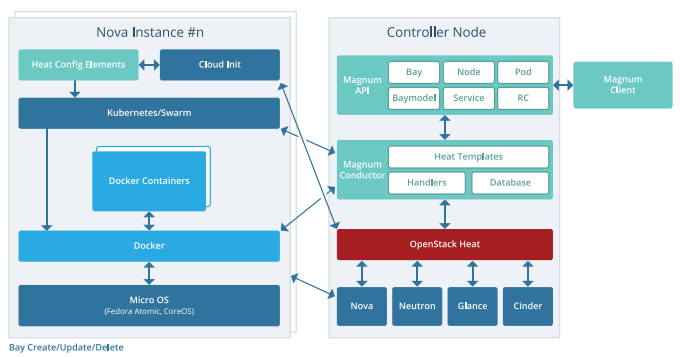 Nova Instance #n
Heat Config Elements
Cloud Init
Kubernetes/Swarm
Docker Containers
Docker
Micro OS
(Fedora Atomic, CoreOS)
Bay Create/Update/Delete
Controller Node
Magnum
API
Bay
Node
Pod
Baymodel
Service
RC
Magnum
Client
Magnum
Conductor
Heat Templates
Handlers
Database
OpenStack Heat
Nova
Neutron
Glance
Cinder